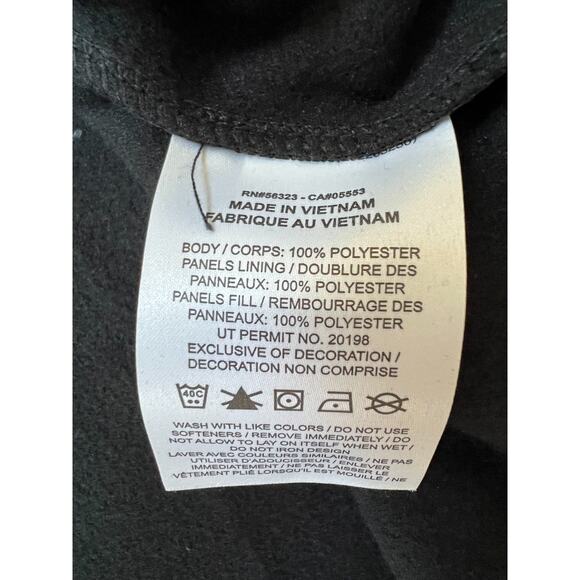 RN#56323 - CA#05553
MADE IN VIETNAM
FABRIQUE AU VIETNAM
BODY / CORPS: 100% POLYESTER
PANELS LINING / DOUBLURE DES
PANNEAUX: 100% POLYESTER
PANELS FILL / REMBOURRAGE DES
PANNEAUX: 100% POLYESTER
UT PERMIT NO. 20198
EXCLUSIVE OF DECORATION /
DECORATION NON COMPRISE
40C
WASH WITH LIKE COLORS / DO NOT USE
SOFTENERS / REMOVE IMMEDIATELY / DO
NOT ALLOW TO LAY ON ITSELF WHEN WET /
DO NOT IRON DESIGN
LAVER AVEC COULEURS SIMILAIRES / NE PAS
UTILISER D'ADOUCISSEUR / ENLEVER
IMMEDIATEMENT / NE PAS LAISSER LE
VÊTEMENT PLIÉ LORSQU'IL EST MOUILLÉ / NE